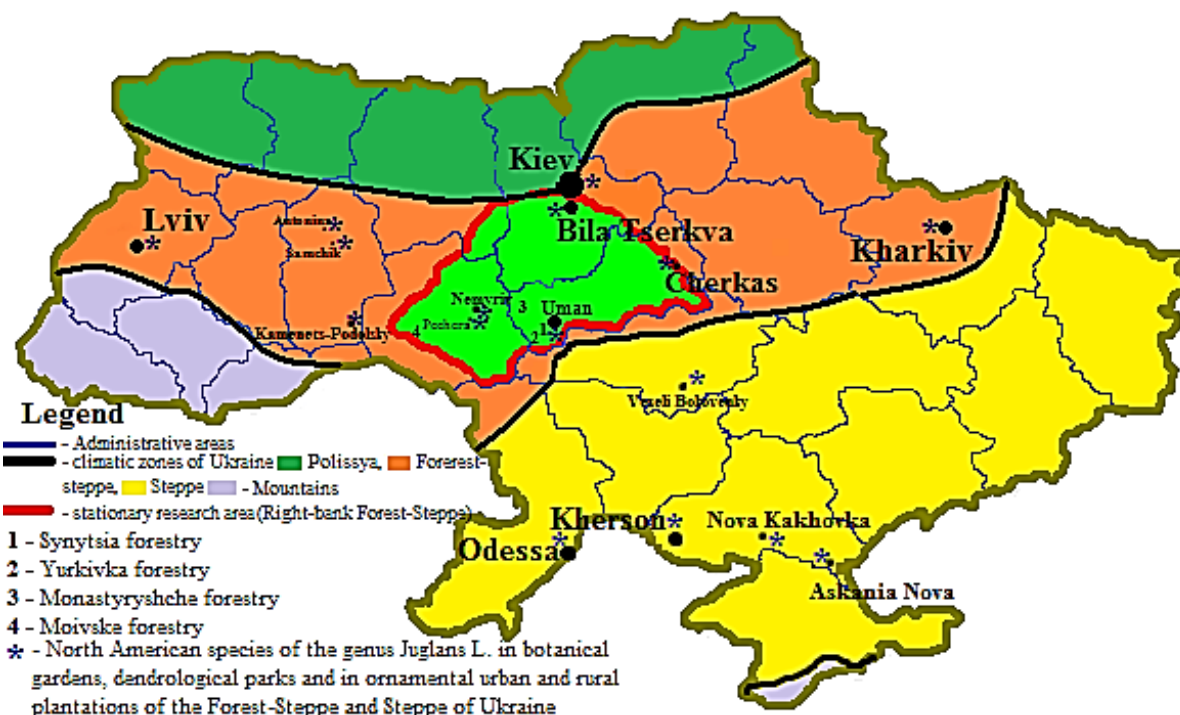 Kiev
Lviv
Antonina
Samchik
Bila Tserkva
Kharkiv
Cherkas
Nemyriv
3
Uman
Pechera
4
1
2
Kamenets-Podolsky
Veseli Bokovenky
Kherson
Nova Kakhovka
Odessa
Askania Nova
Legend
- Administrative areas
- climatic zones of Ukraine Polissya, Forerest-
steppe, Steppe - Mountains
- stationary research area(Right-bank Forest-Steppe)
1 - Synytsia forestry
2 - Yurkivka forestry
3 - Monastyryshche forestry
4 - Moivske forestry
* - North American species of the genus Juglans L. in botanical
gardens, dendrological parks and in ornamental urban and rural
plantations of the Forest-Steppe and Steppe of Ukraine